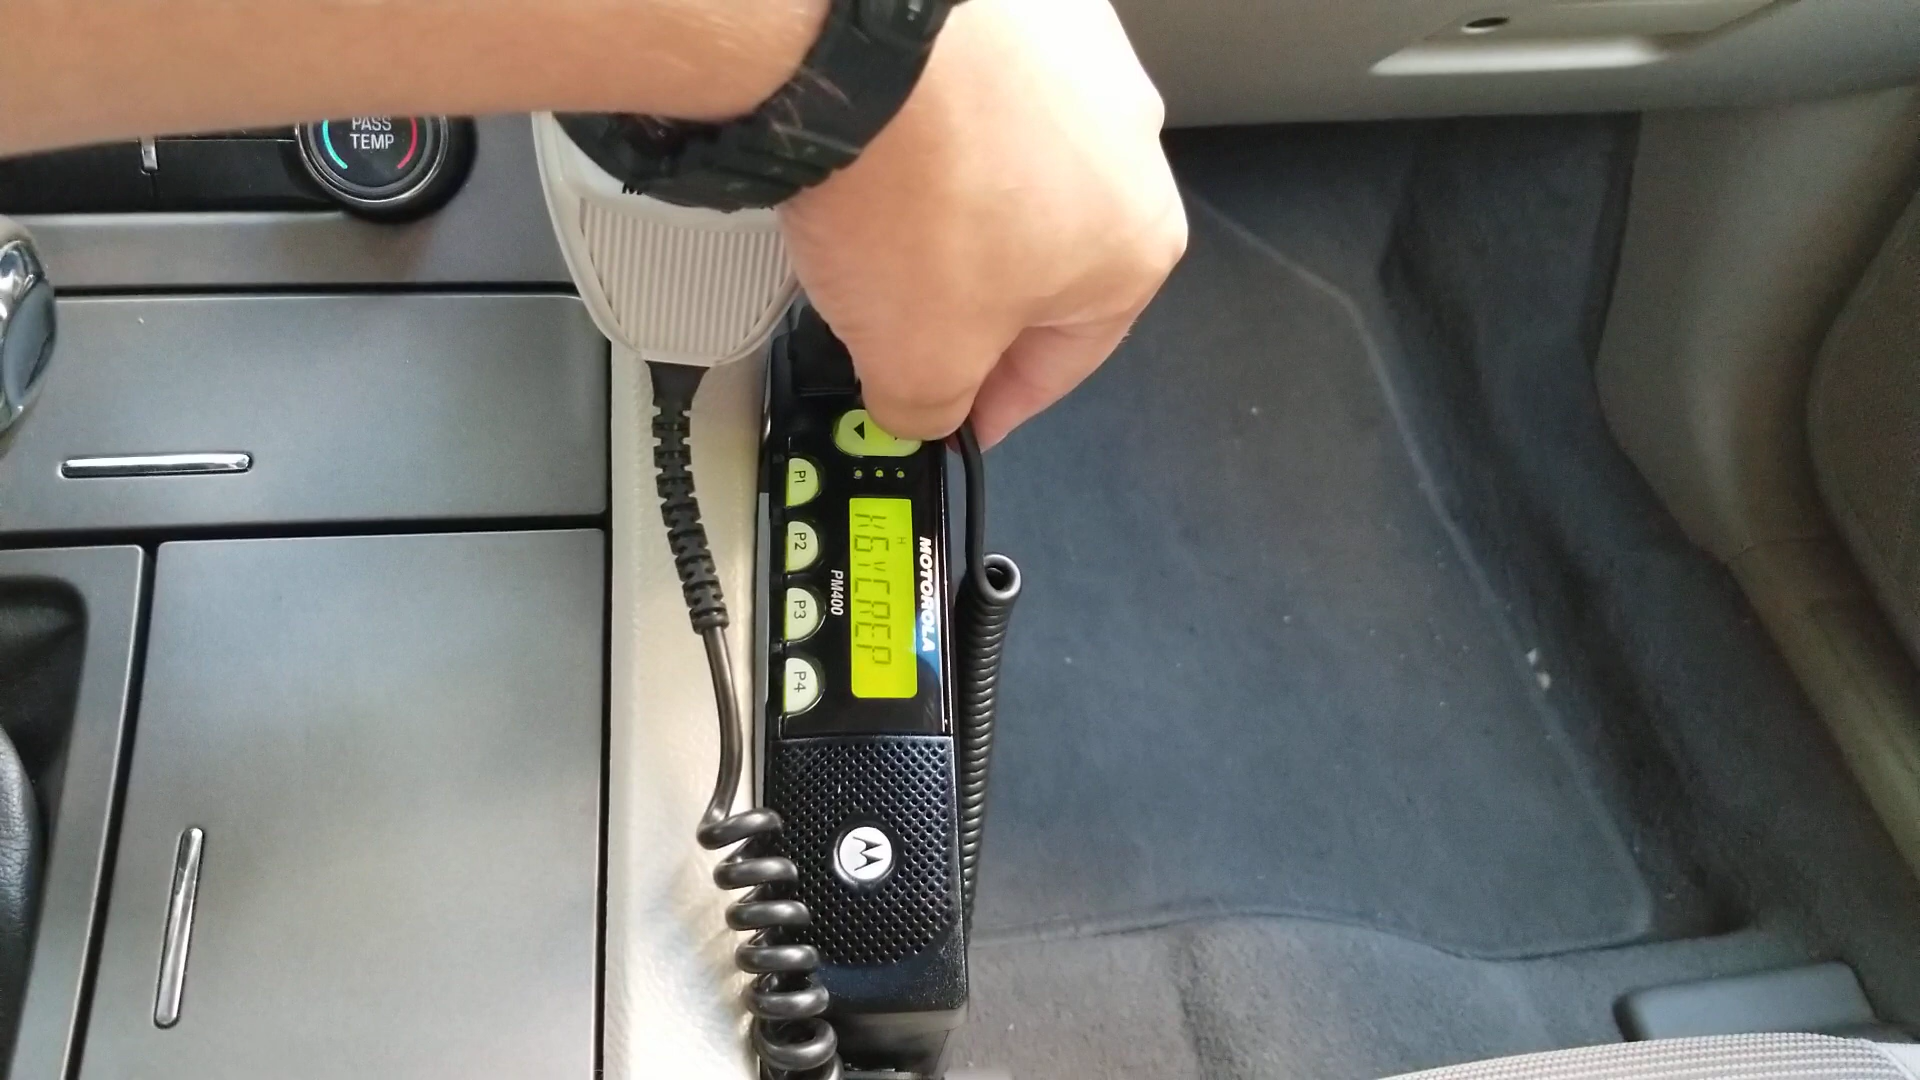 PASS
TEMP
MOTOROLA
H
K6YCREP
PM400
P1
P2
P3
P4